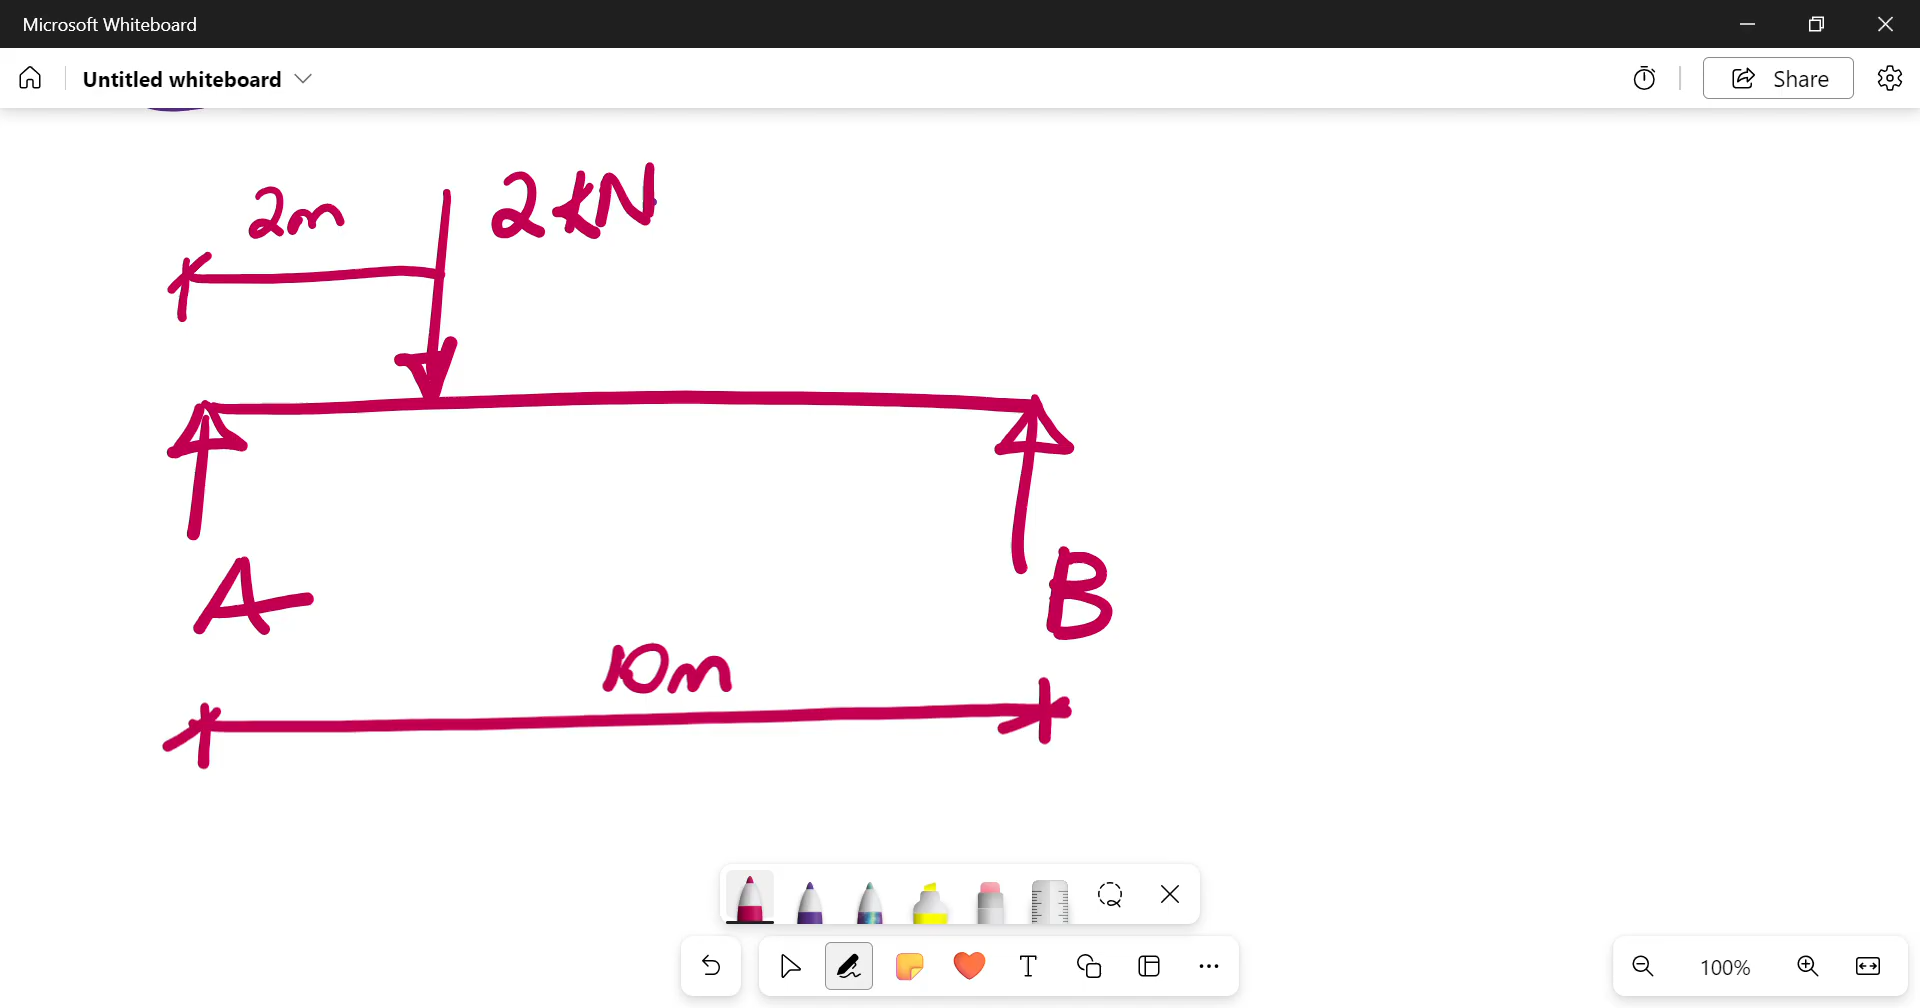 Microsoft Whiteboard
Untitled whiteboard
Share
2m
2kN
A
B
10m
T
100%